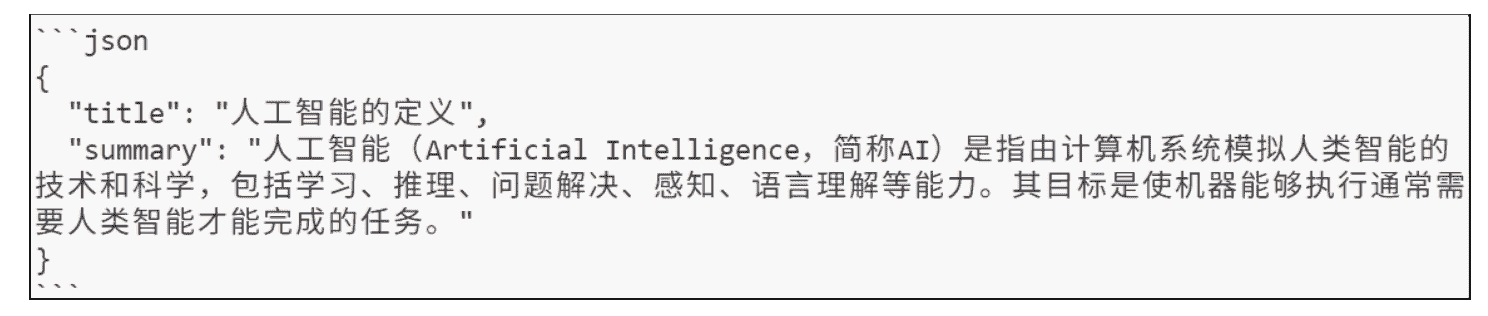 ```json
{
  "title": "人工智能的定义",
  "summary": "人工智能（Artificial Intelligence，简称AI）是指由计算机系统模拟人类智能的
技术和科学，包括学习、推理、问题解决、感知、语言理解等能力。其目标是使机器能够执行通常需
要人类智能才能完成的任务。"
}
```